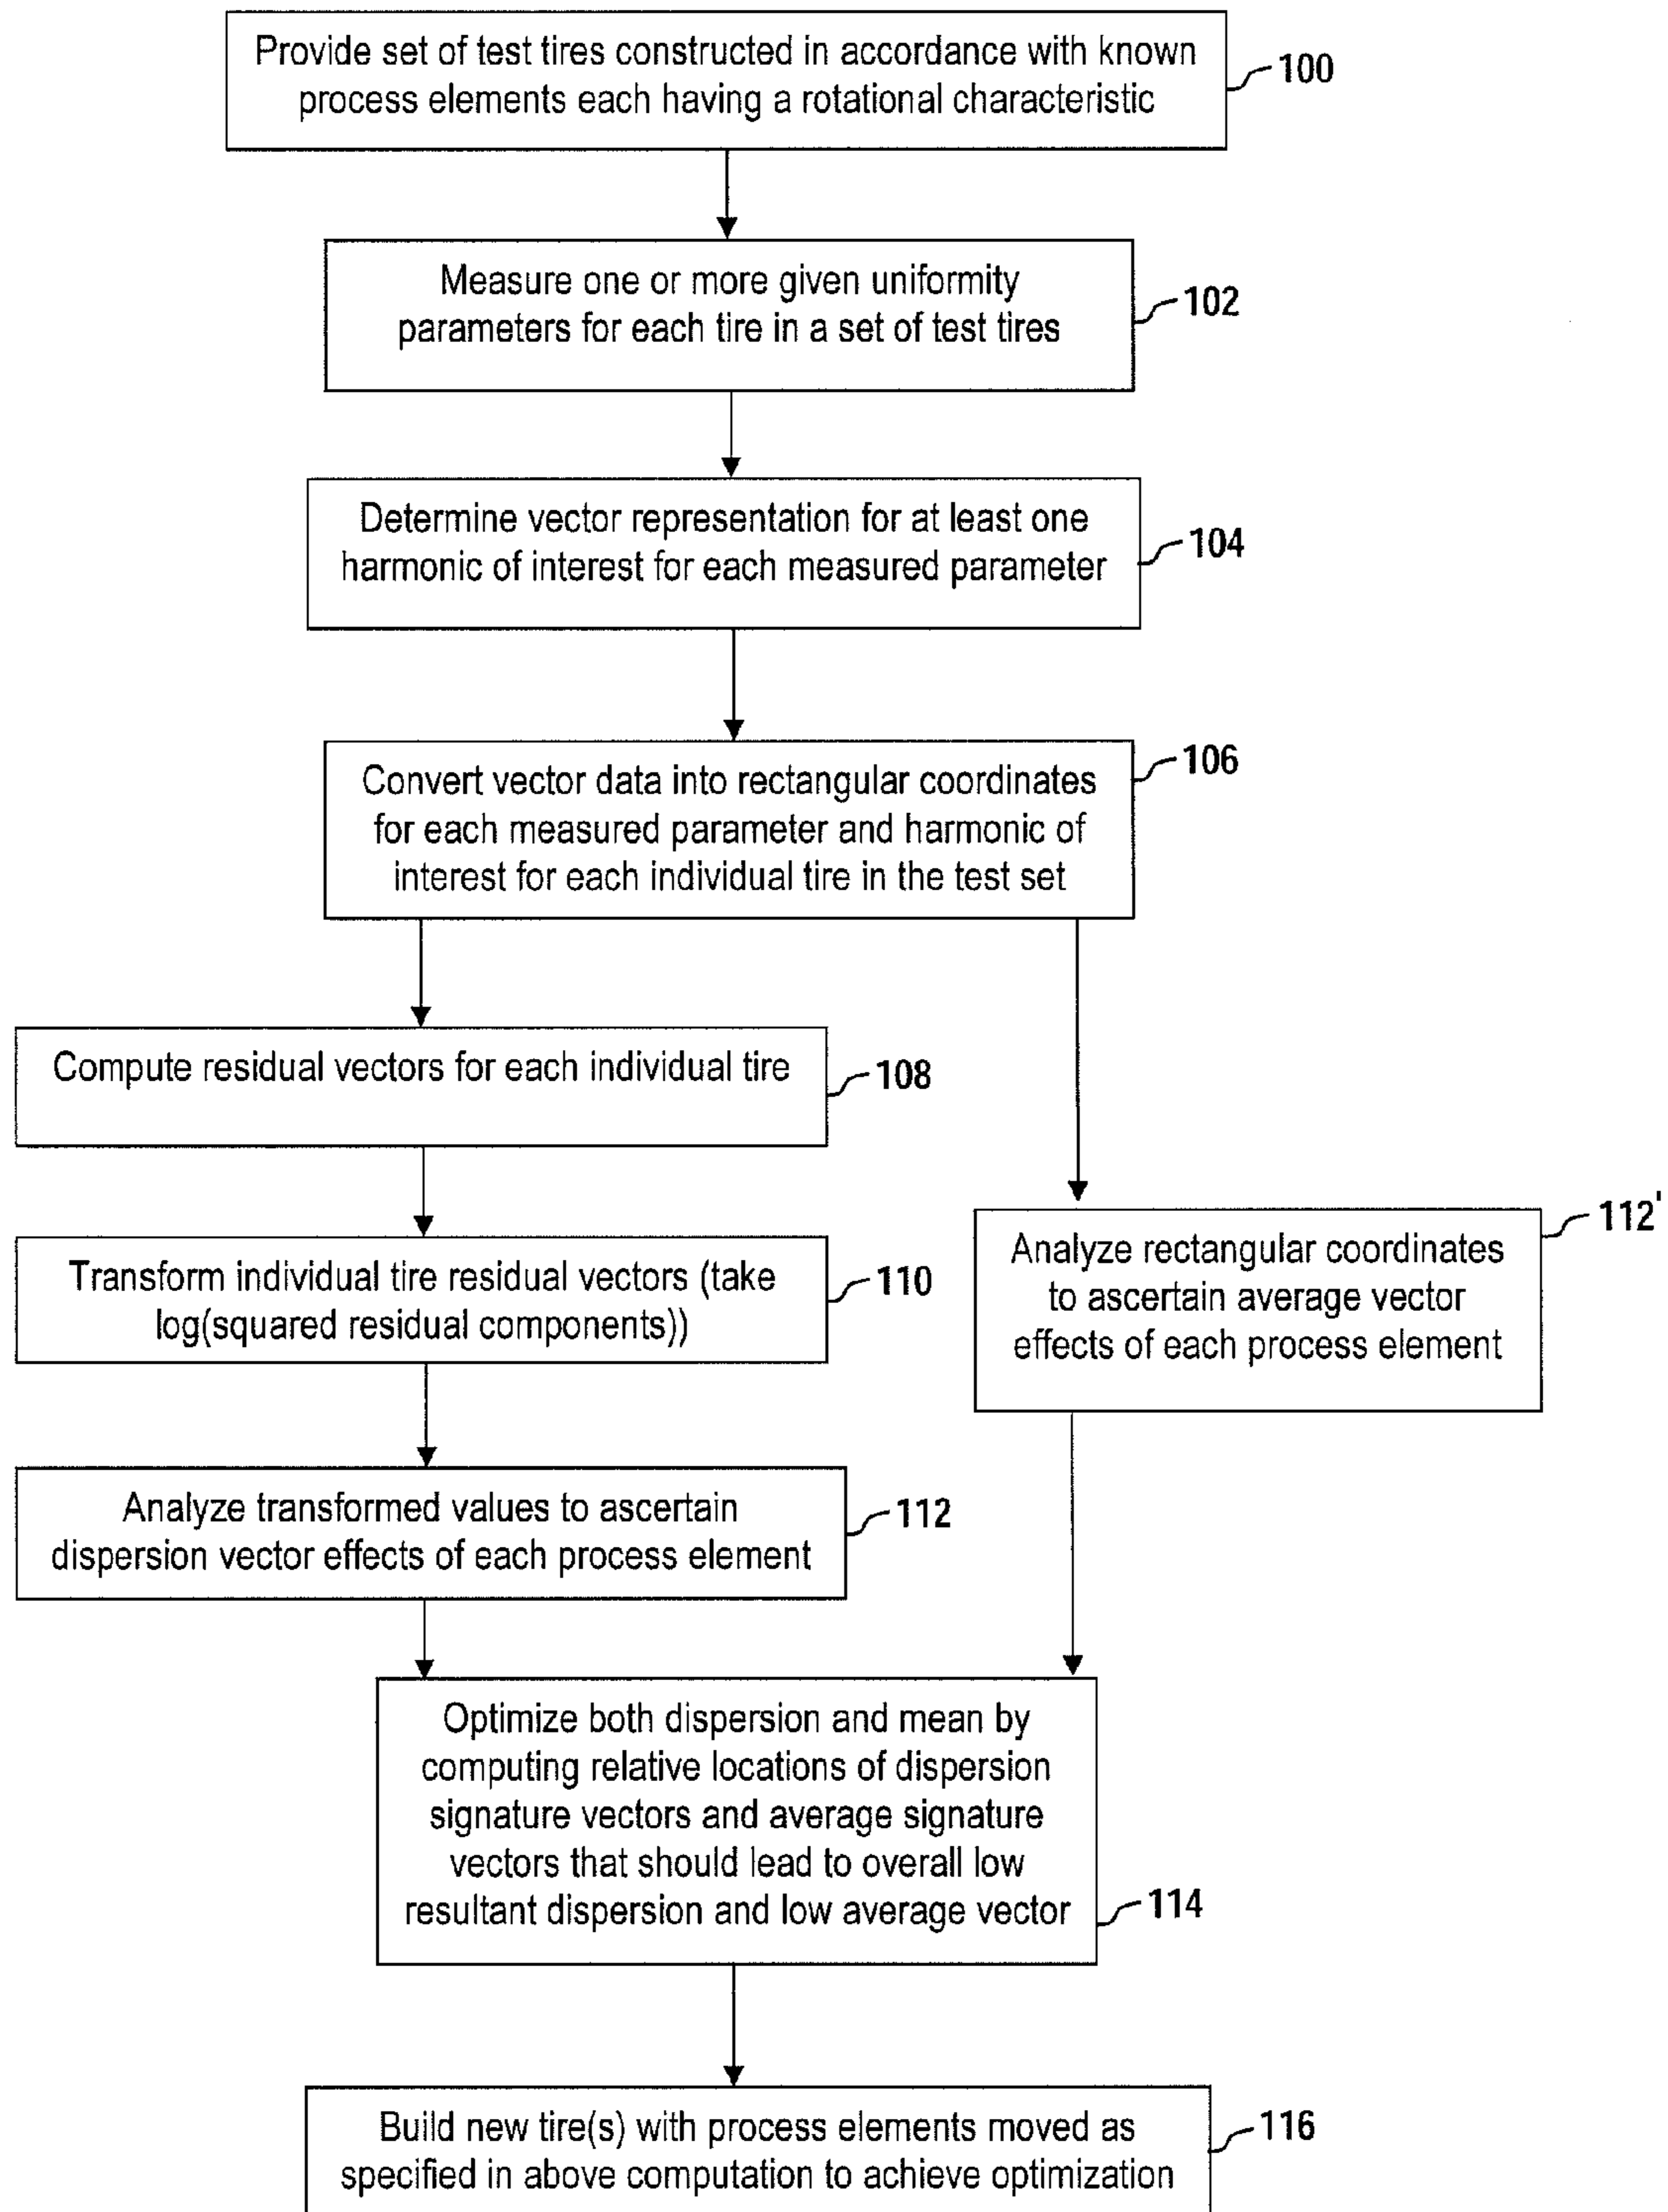 Provide set of test tires constructed in accordance with known
process elements each having a rotational characteristic
100
Measure one or more given uniformity
parameters for each tire in a set of test tires
102
Determine vector representation for at least one
harmonic of interest for each measured parameter
104
Convert vector data into rectangular coordinates
for each measured parameter and harmonic of
interest for each individual tire in the test set
106
Compute residual vectors for each individual tire
108
Transform individual tire residual vectors (take
log(squared residual components))
110
Analyze rectangular coordinates
to ascertain average vector
effects of each process element
112'
Analyze transformed values to ascertain
dispersion vector effects of each process element
112
Optimize both dispersion and mean by
computing relative locations of dispersion
signature vectors and average signature
vectors that should lead to overall low
resultant dispersion and low average vector
114
Build new tire(s) with process elements moved as
specified in above computation to achieve optimization
116